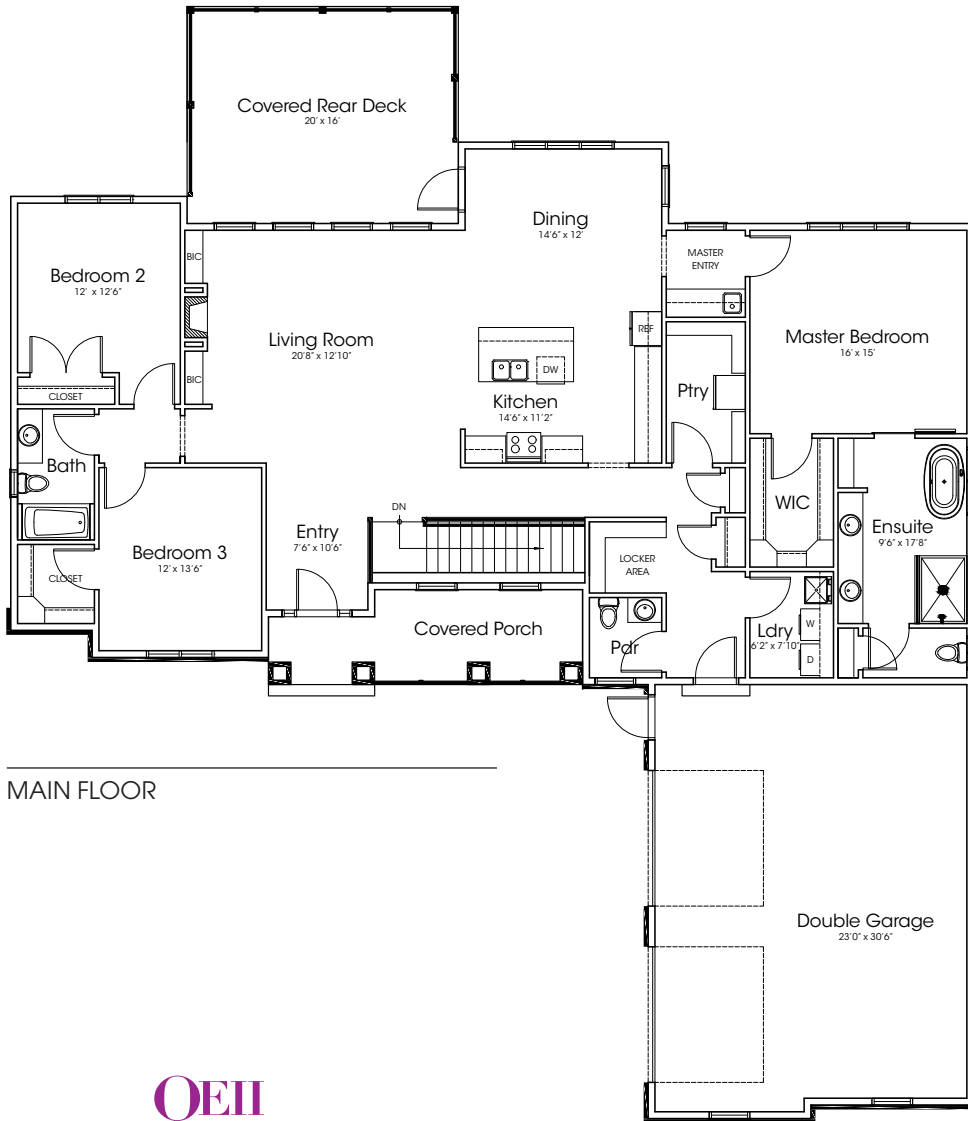 Covered Rear Deck
20' x 16'
Dining
14'6" x 12'
MASTER
ENTRY
BIC
Bedroom 2
12' x 12'6"
Living Room
20'8" x 12'10"
REF
Master Bedroom
16' x 15'
DW
BIC
CLOSET
Kitchen
14'6" x 11'2"
Ptry
Bath
WIC
Ensuite
9'6" x 17'8"
DN
Entry
7'6" x 10'6"
Bedroom 3
12' x 13'6"
LOCKER
AREA
CLOSET
Covered Porch
Pdr
Ldry
6'2" x 7'10"
W
D
MAIN FLOOR
Double Garage
23'0" x 30'6"
OEII